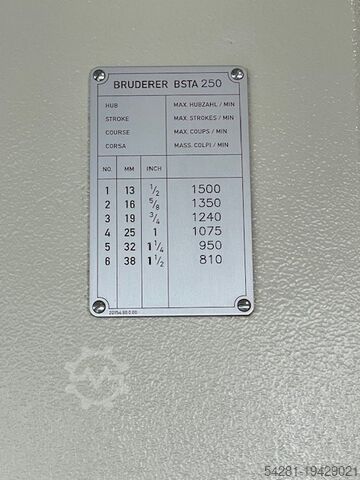 BRUDERER BSTA 250
HUB MAX. HUBZAHL / MIN
STROKE MAX. STROKES / MIN
COURSE MAX. COUPS / MIN
CORSA MASS. COLPI / MIN
NO. MM INCH
1 13 1/2 1500
2 16 5/8 1350
3 19 3/4 1240
4 25 1 1075
5 32 1 1/4 950
6 38 1 1/2 810
54281-19429021